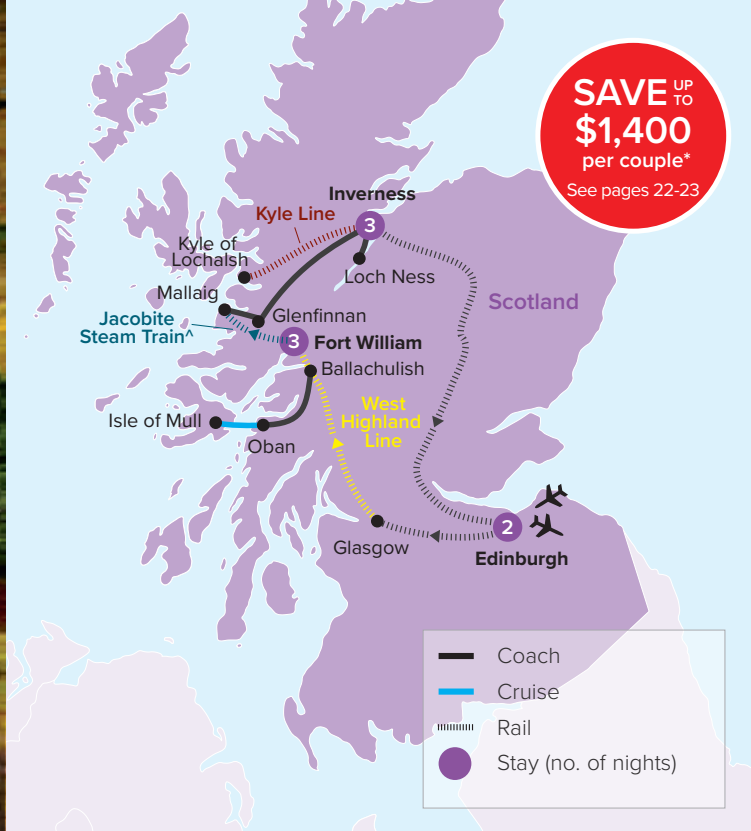 SAVE UP TO
$1,400
per couple*
See pages 22-23
Inverness
3
Kyle Line
Kyle of
Lochalsh
Loch Ness
Mallaig
Glenfinnan
Scotland
Jacobite
Steam Train^
3
Fort William
Ballachulish
West
Highland
Line
Isle of Mull
Oban
2
Glasgow
Edinburgh
Coach
Cruise
Rail
Stay (no. of nights)